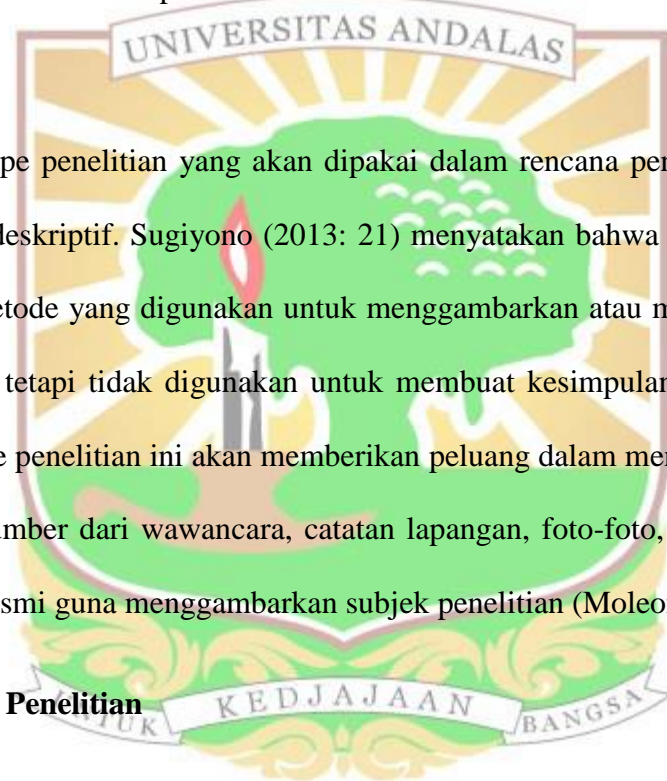 UNIVERSITAS ANDALAS
pe penelitian yang akan dipakai dalam rencana pen
deskriptif. Sugiyono (2013: 21) menyatakan bahwa
etode yang digunakan untuk menggambarkan atau m
tetapi tidak digunakan untuk membuat kesimpulan
e penelitian ini akan memberikan peluang dalam men
umber dari wawancara, catatan lapangan, foto-foto,
smi guna menggambarkan subjek penelitian (Moleo
Penelitian
UNTUK KEDJAJAAN BANGSA